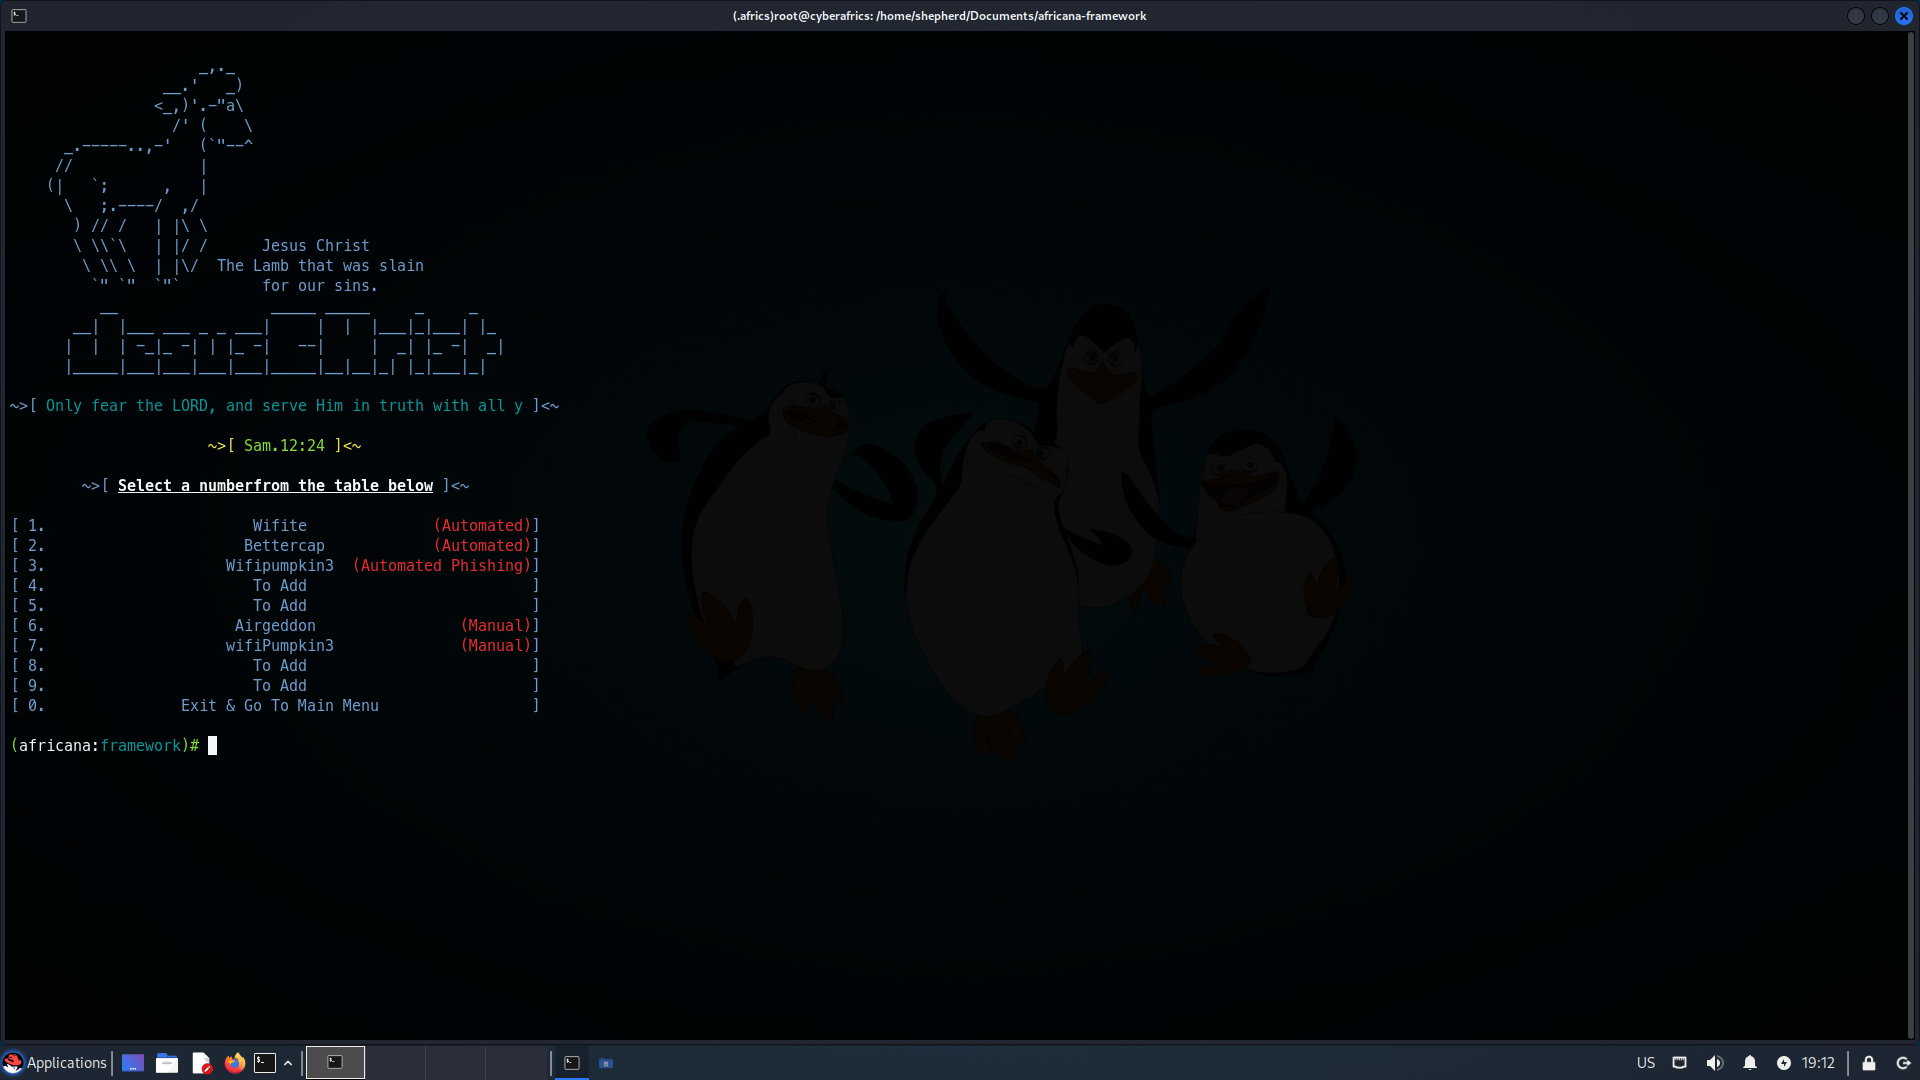 (.africs)root@cyberafrics: /home/shepherd/Documents/africana-framework
Jesus Christ
The Lamb that was slain
for our sins.
JesusChrist
~>[ Only fear the LORD, and serve Him in truth with all y ]<~
~>[ Sam.12:24 ]<~
~>[ Select a numberfrom the table below ]<~
[ 1. Wifite (Automated)]
[ 2. Bettercap (Automated)]
[ 3. Wifipumpkin3 (Automated Phishing)]
[ 4. To Add ]
[ 5. To Add ]
[ 6. Airgeddon (Manual)]
[ 7. wifiPumpkin3 (Manual)]
[ 8. To Add ]
[ 9. To Add ]
[ 0. Exit & Go To Main Menu ]
(africana:framework)#
Applications US 19:12